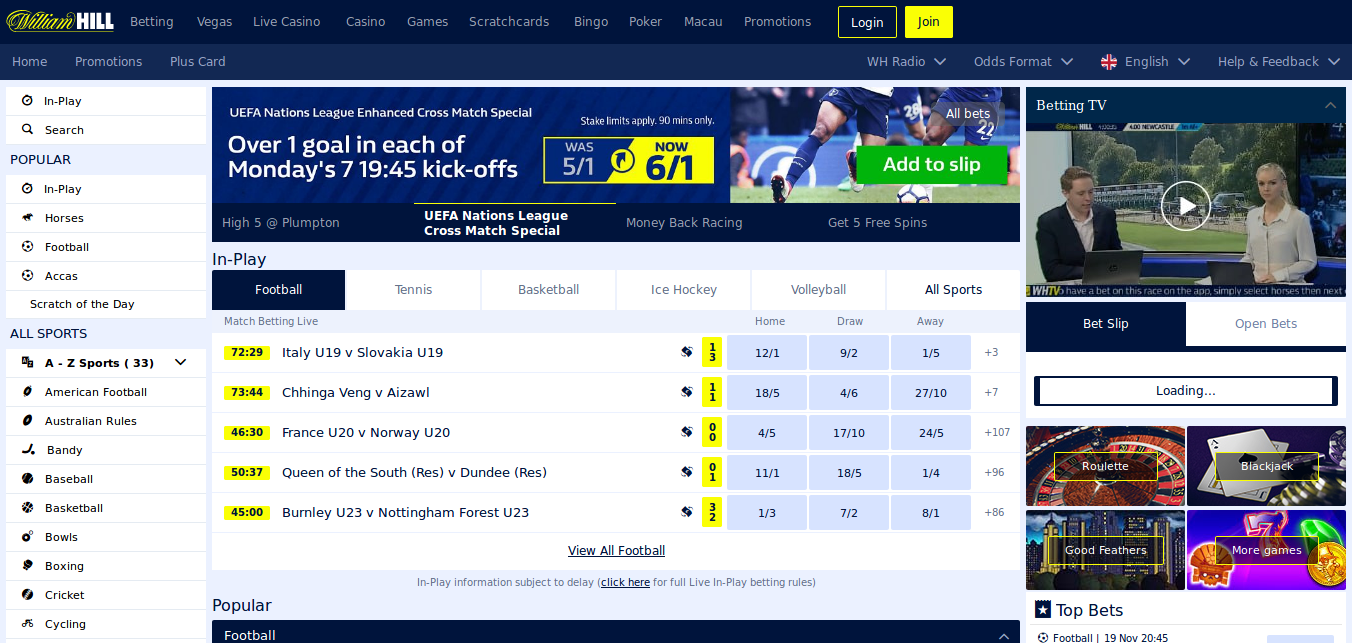 William HILL
Betting
Vegas
Live Casino
Casino
Games
Scratchcards
Bingo
Poker
Macau
Promotions
Login
Join
Home
Promotions
Plus Card
WH Radio
Odds Format
English
Help & Feedback
In-Play
Search
POPULAR
In-Play
Horses
Football
Accas
Scratch of the Day
ALL SPORTS
A - Z Sports ( 33)
American Football
Australian Rules
Bandy
Baseball
Basketball
Bowls
Boxing
Cricket
Cycling
UEFA Nations League Enhanced Cross Match Special
Over 1 goal in each of
Monday's 7 19:45 kick-offs
Stake limits apply. 90 mins only.
WAS
5/1
NOW
6/1
All bets
Add to slip
High 5 @ Plumpton
UEFA Nations League
Cross Match Special
Money Back Racing
Get 5 Free Spins
In-Play
Football
Tennis
Basketball
Ice Hockey
Volleyball
All Sports
Match Betting Live
Home
Draw
Away
72:29 Italy U19 v Slovakia U19 1 3 12/1 9/2 1/5 +3
73:44 Chhinga Veng v Aizawl 1 1 18/5 4/6 27/10 +7
46:30 France U20 v Norway U20 0 0 4/5 17/10 24/5 +107
50:37 Queen of the South (Res) v Dundee (Res) 0 1 11/1 18/5 1/4 +96
45:00 Burnley U23 v Nottingham Forest U23 3 2 1/3 7/2 8/1 +86
View All Football
In-Play information subject to delay (click here for full Live In-Play betting rules)
Popular
Football
Betting TV
William HILL
4.00 NEWCASTLE
WHTV to have a bet on this race on the app, simply select horses then next
Bet Slip
Open Bets
Loading...
Roulette
Blackjack
Good Feathers
More games
Top Bets
Football | 19 Nov 20:45